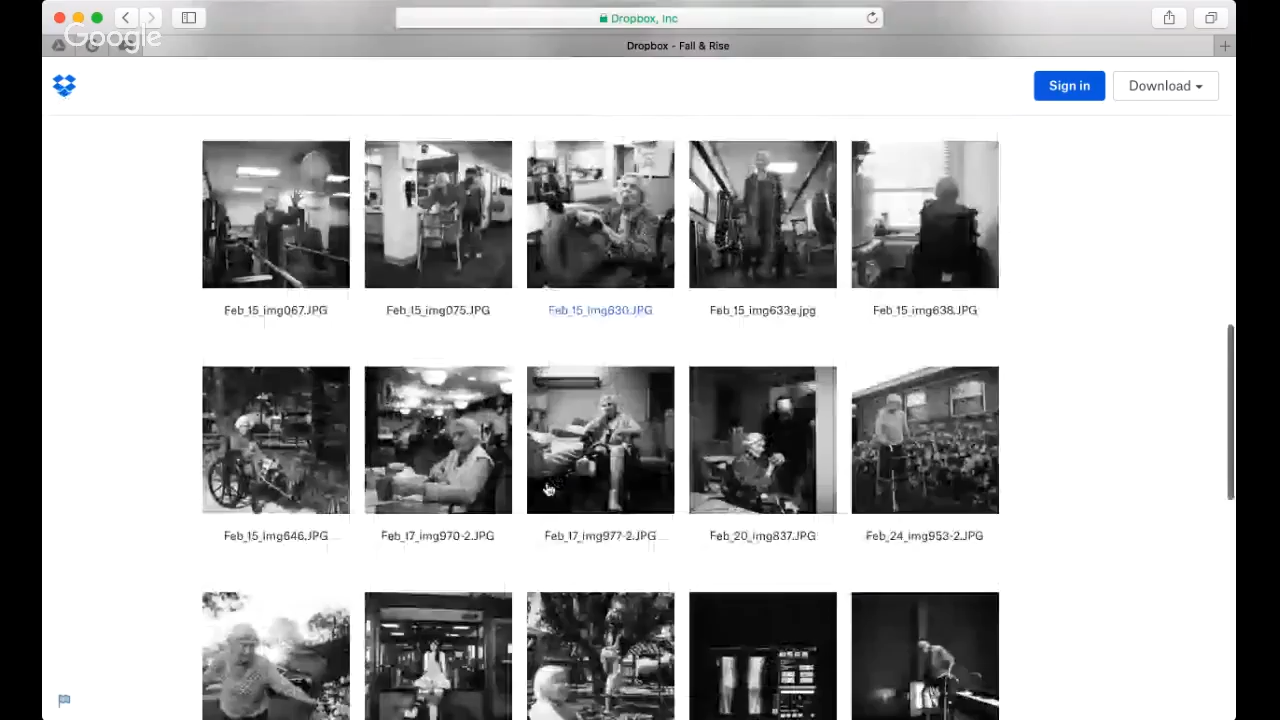 Dropbox, Inc
Google
Dropbox - Fall & Rise
Sign in
Download
Feb_15_img067.JPG
Feb_15_img075.JPG
Feb_15_img630.JPG
Feb_15_img633e.jpg
Feb_15_img638.JPG
Feb_15_img646.JPG
Feb_17_img970-2.JPG
Feb_17_img977-2.JPG
Feb_20_img837.JPG
Feb_24_img953-2.JPG